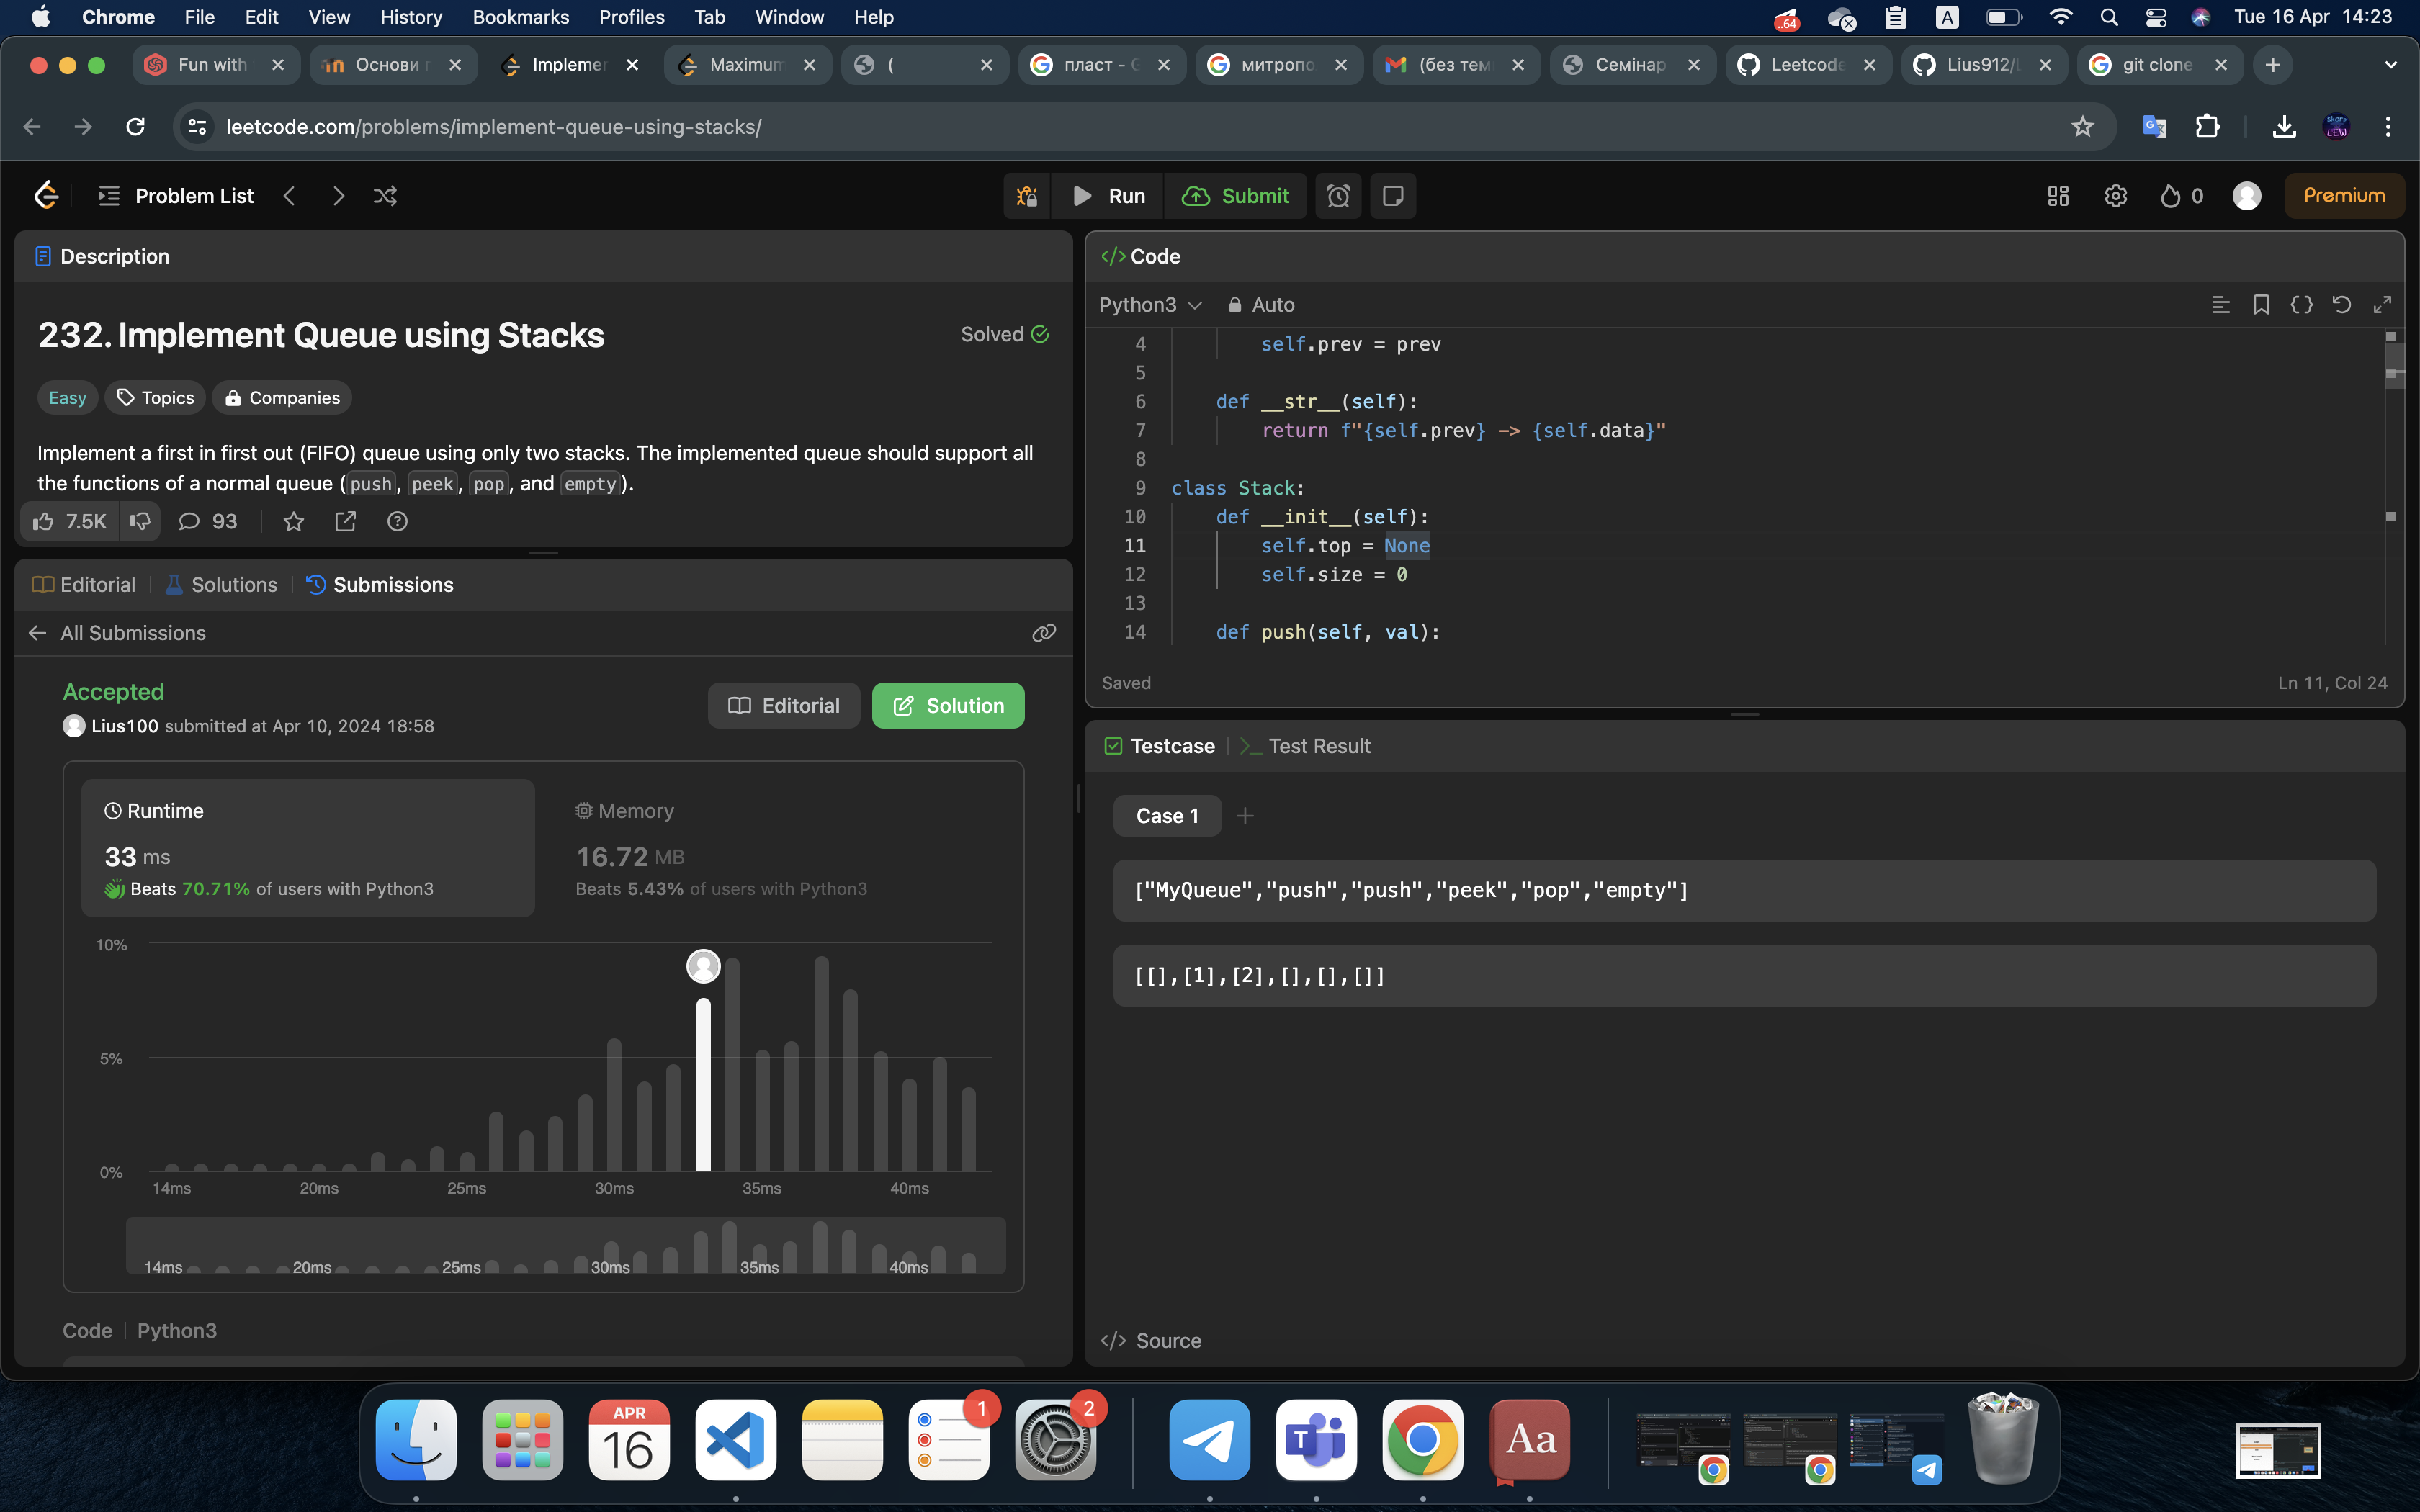 Chrome File Edit View History Bookmarks Profiles Tab Window Help .64 A Tue 16 Apr 14:23
Fun with Основи Implemen Maximum ( пласт - митропо (без тем Семінар Leetcode Lius912/L git clone
leetcode.com/problems/implement-queue-using-stacks/
Problem List Run Submit 0 Premium
Description
232. Implement Queue using Stacks Solved
Easy Topics Companies
Implement a first in first out (FIFO) queue using only two stacks. The implemented queue should support all
the functions of a normal queue (push, peek, pop, and empty).
7.5K 93
Editorial Solutions Submissions
All Submissions
Accepted
Lius100 submitted at Apr 10, 2024 18:58
Editorial Solution
Runtime
33 ms
Beats 70.71% of users with Python3
Memory
16.72 MB
Beats 5.43% of users with Python3
10%
5%
0%
14ms 20ms 25ms 30ms 35ms 40ms
14ms 20ms 25ms 30ms 35ms 40ms
Code Python3
</> Code
Python3 Auto
4 self.prev = prev
5
6 def __str__(self):
7 return f"{self.prev} -> {self.data}"
8
9 class Stack:
10 def __init__(self):
11 self.top = None
12 self.size = 0
13
14 def push(self, val):
Saved Ln 11, Col 24
Testcase Test Result
Case 1
["MyQueue","push","push","peek","pop","empty"]
[[],[1],[2],[],[],[]]
</> Source
APR
16
1
2
T
Aa